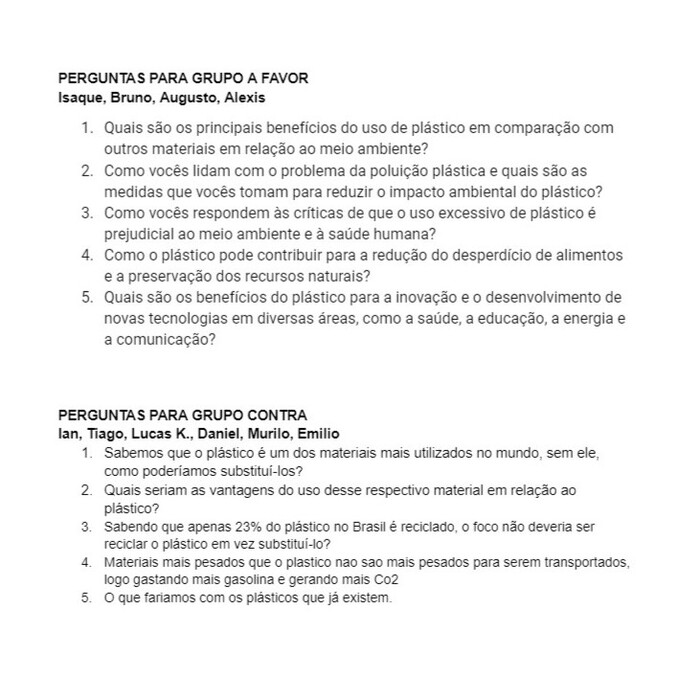 PERGUNTAS PARA GRUPO A FAVOR
Isaque, Bruno, Augusto, Alexis
1. Quais são os principais benefícios do uso de plástico em comparação com
outros materiais em relação ao meio ambiente?
2. Como vocês lidam com o problema da poluição plástica e quais são as
medidas que vocês tomam para reduzir o impacto ambiental do plástico?
3. Como vocês respondem às críticas de que o uso excessivo de plástico é
prejudicial ao meio ambiente e à saúde humana?
4. Como o plástico pode contribuir para a redução do desperdício de alimentos
e a preservação dos recursos naturais?
5. Quais são os benefícios do plástico para a inovação e o desenvolvimento de
novas tecnologias em diversas áreas, como a saúde, a educação, a energia e
a comunicação?
PERGUNTAS PARA GRUPO CONTRA
Ian, Tiago, Lucas K., Daniel, Murilo, Emilio
1. Sabemos que o plástico é um dos materiais mais utilizados no mundo, sem ele,
como poderíamos substituí-los?
2. Quais seriam as vantagens do uso desse respectivo material em relação ao
plástico?
3. Sabendo que apenas 23% do plástico no Brasil é reciclado, o foco não deveria ser
reciclar o plástico em vez substituí-lo?
4. Materiais mais pesados que o plastico nao sao mais pesados para serem transportados,
logo gastando mais gasolina e gerando mais Co2
5. O que fariamos com os plásticos que já existem.